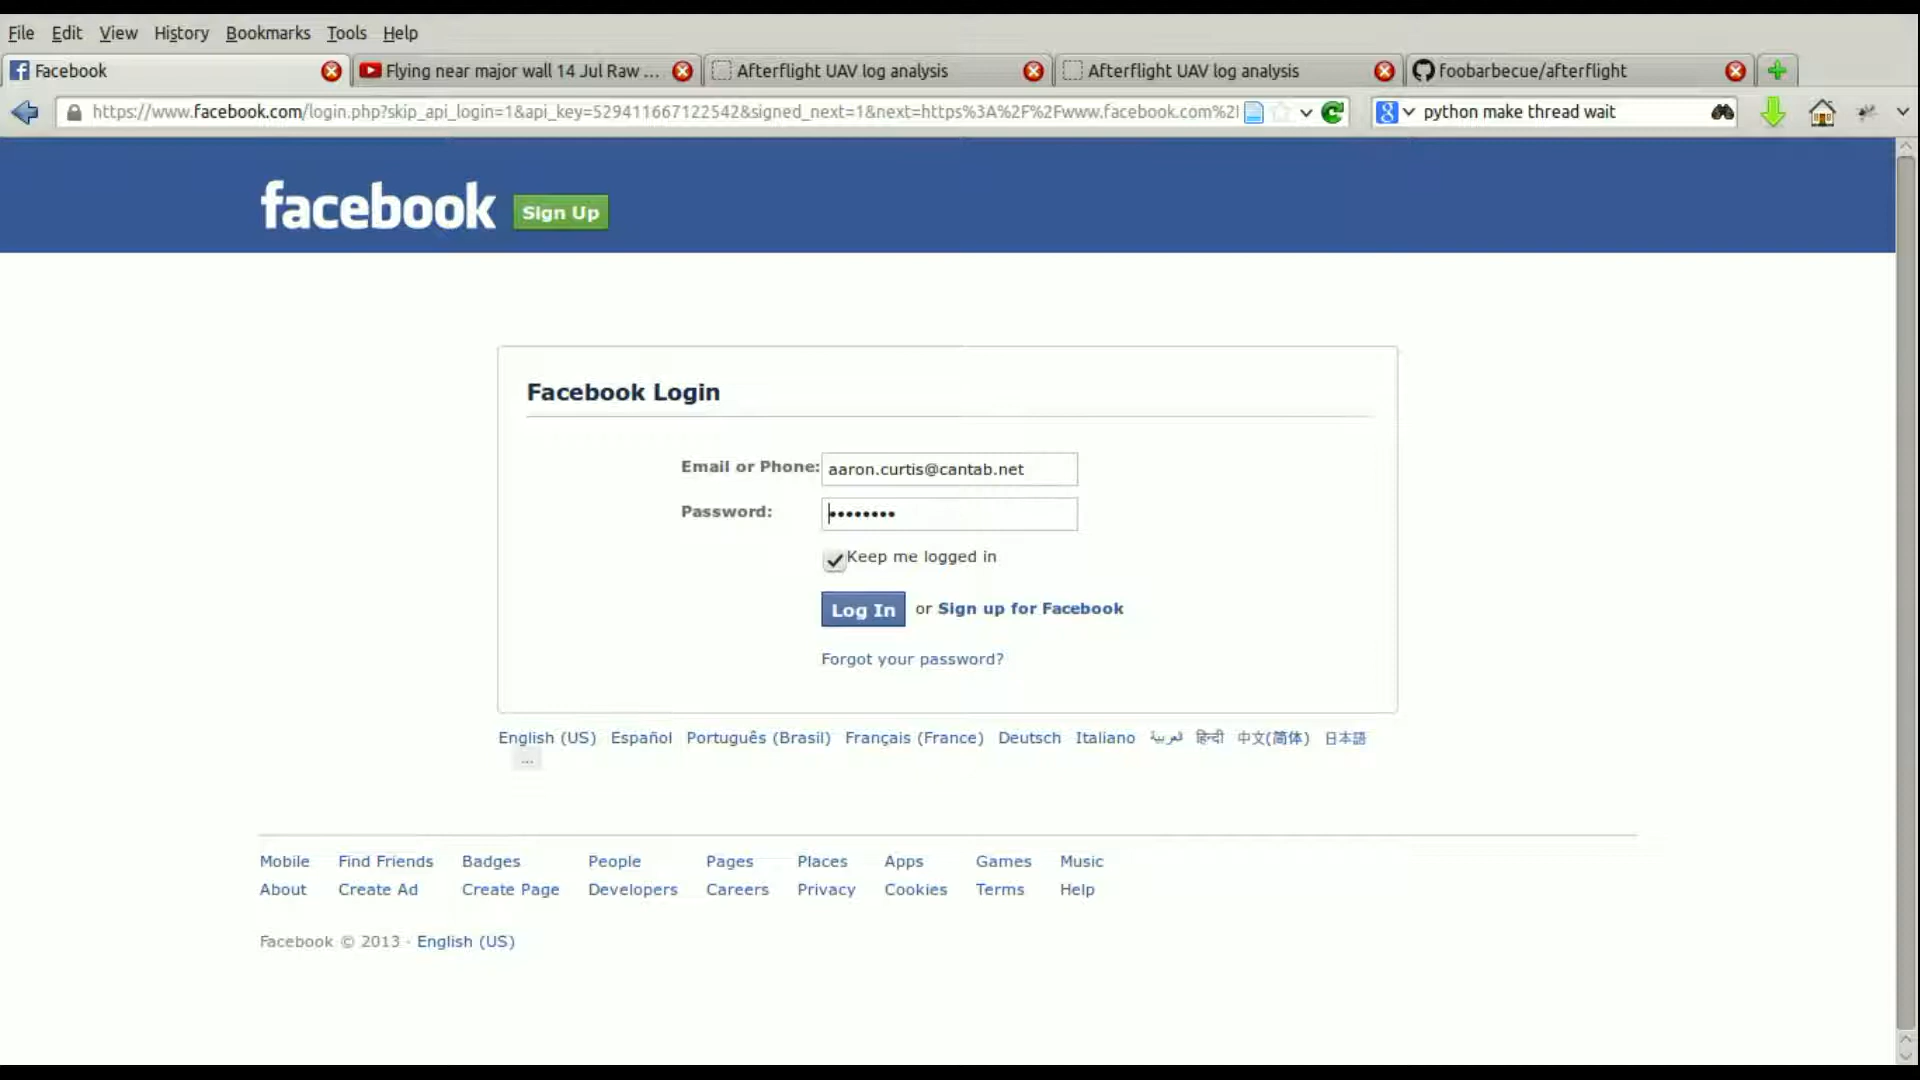 File Edit View History Bookmarks Tools Help
Facebook Flying near major wall 14 Jul Raw ... Afterflight UAV log analysis Afterflight UAV log analysis foobarbecue/afterflight
https://www.facebook.com/login.php?skip_api_login=1&api_key=529411667122542&signed_next=1&next=https%3A%2F%2Fwww.facebook.com%2 python make thread wait
facebook Sign Up
Facebook Login
Email or Phone: aaron.curtis@cantab.net
Password: ••••••••
Keep me logged in
Log In or Sign up for Facebook
Forgot your password?
English (US) Español Português (Brasil) Français (France) Deutsch Italiano العربية हिन्दी 中文(简体) 日本語
...
Mobile Find Friends Badges People Pages Places Apps Games Music
About Create Ad Create Page Developers Careers Privacy Cookies Terms Help
Facebook © 2013 · English (US)